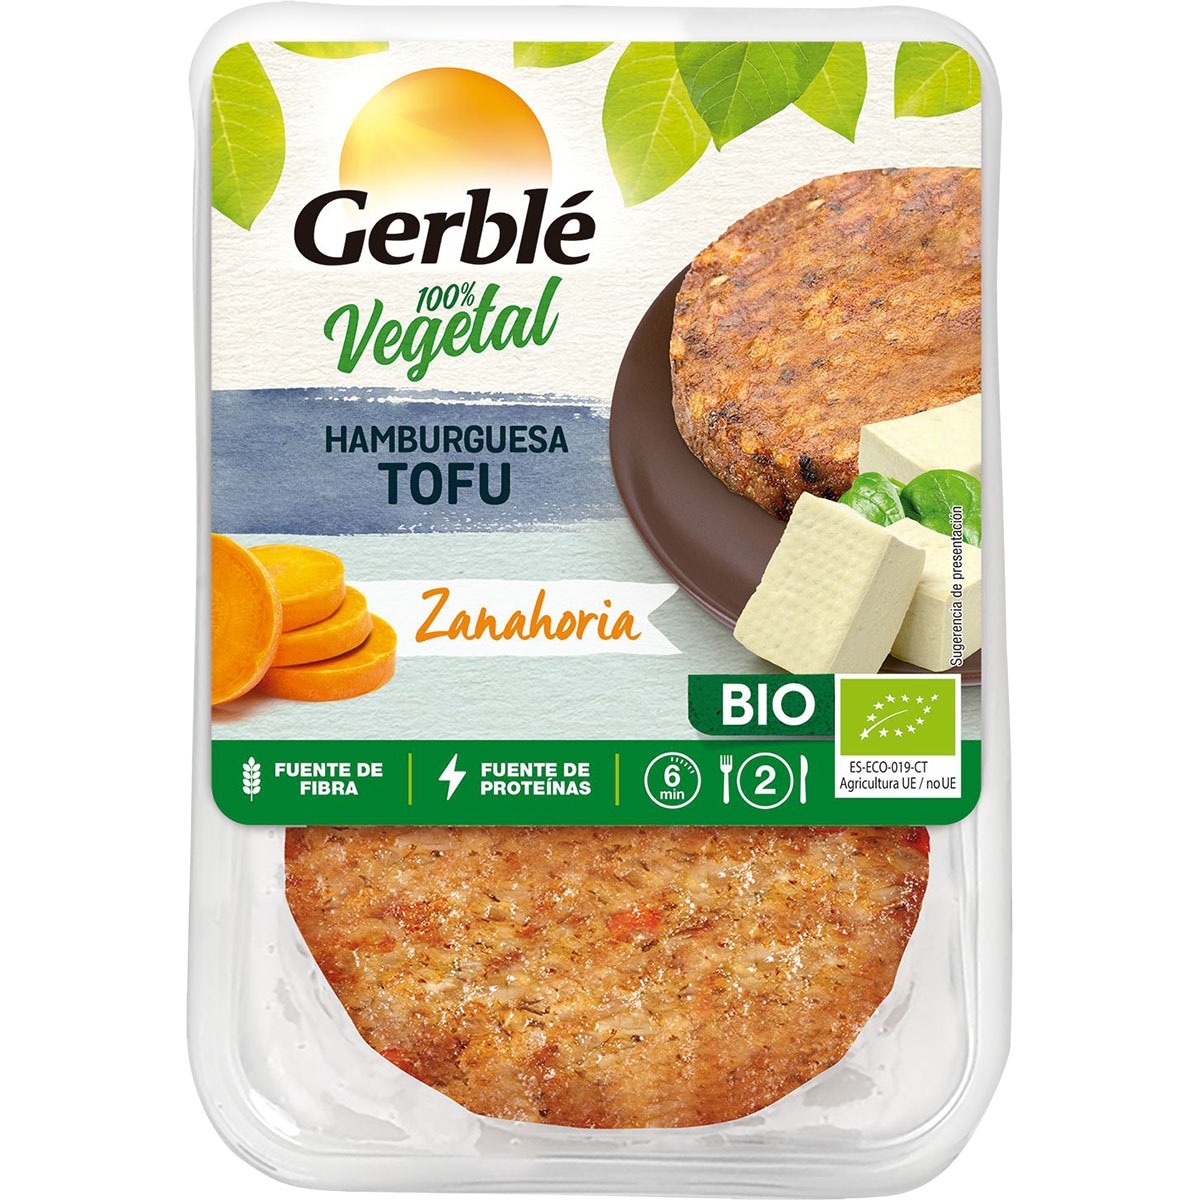 Gerblé
100%
Vegetal
HAMBURGUESA
TOFU
Zanahoria
Sugerencia de presentación
BIO
FUENTE DE
FIBRA
FUENTE DE
PROTEÍNAS
6
min
2
ES-ECO-019-CT
Agricultura UE / no UE